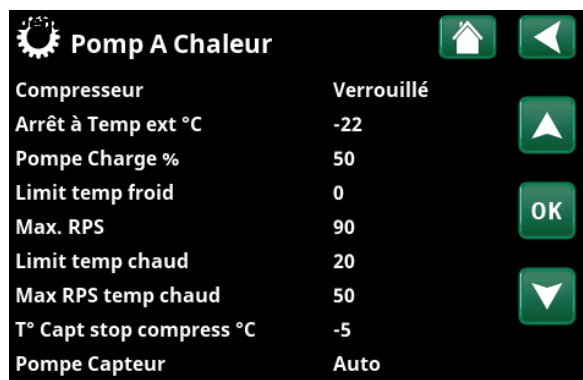 Pomp A Chaleur
Compresseur Verrouillé
Arrêt à Temp ext °C -22
Pompe Charge % 50
Limit temp froid 0
OK
Max. RPS 90
Limit temp chaud 20
Max RPS temp chaud 50
T° Capt stop compress °C -5
Pompe Capteur Auto